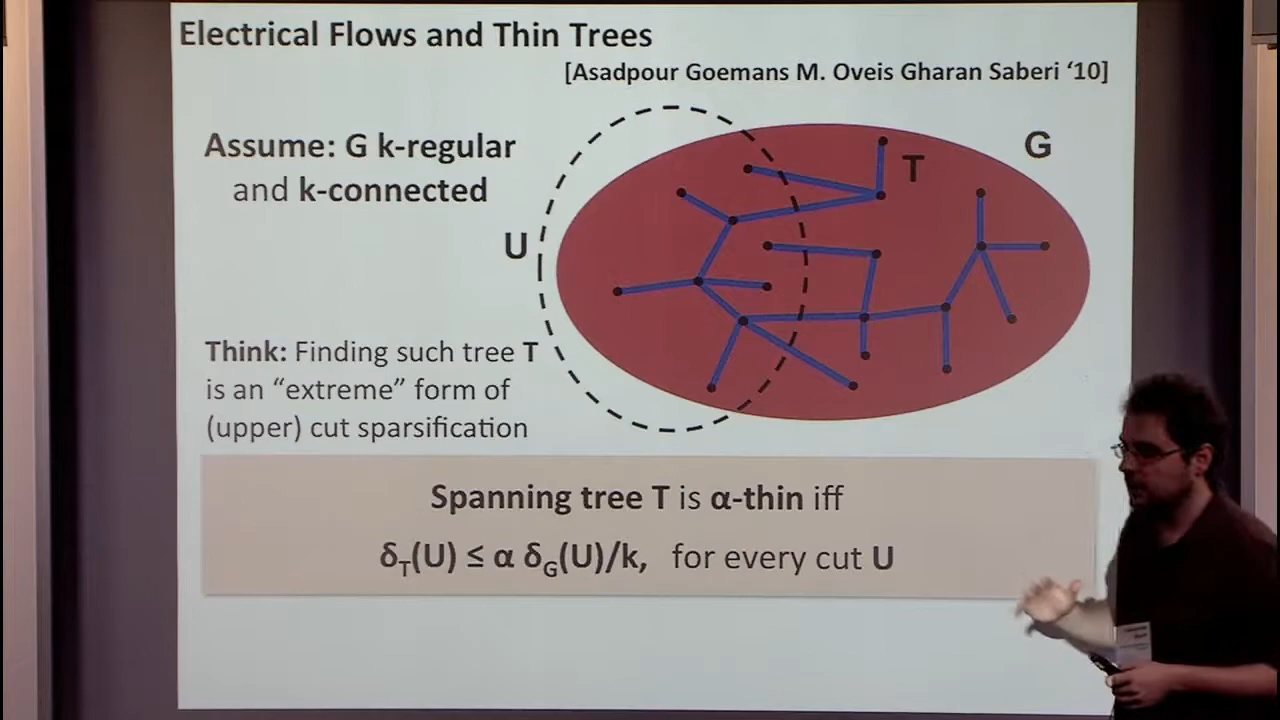 Electrical Flows and Thin Trees
[Asadpour Goemans M. Oveis Gharan Saberi ‘10]
Assume: G k-regular
and k-connected
G
T
U
Think: Finding such tree T
is an “extreme” form of
(upper) cut sparsification
Spanning tree T is α-thin iff
δT(U) ≤ α δG(U)/k, for every cut U